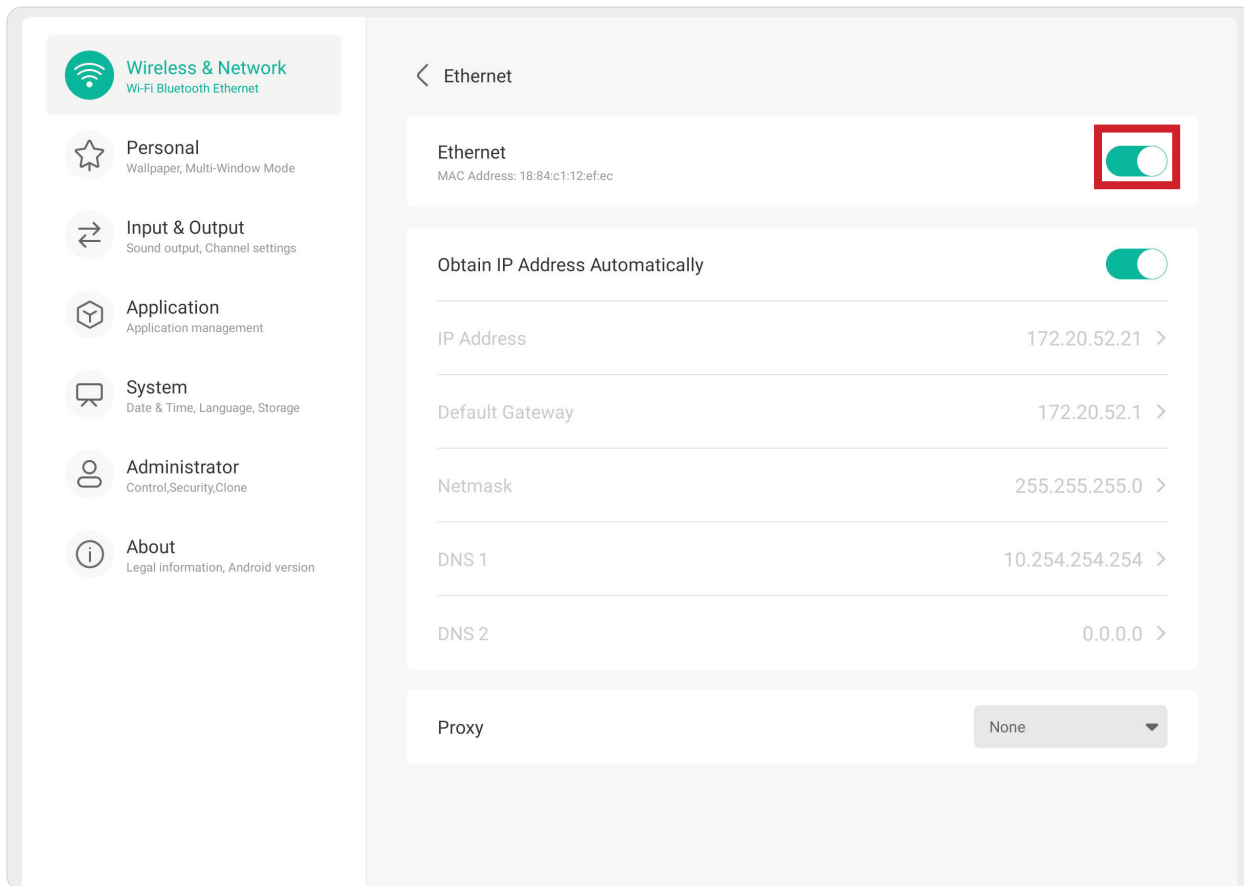 Wireless & Network
Wi-Fi Bluetooth Ethernet
Personal
Wallpaper, Multi-Window Mode
Input & Output
Sound output, Channel settings
Application
Application management
System
Date & Time, Language, Storage
Administrator
Control,Security,Clone
About
Legal information, Android version
Ethernet
Ethernet
MAC Address: 18:84:c1:12:ef:ec
Obtain IP Address Automatically
IP Address 172.20.52.21
Default Gateway 172.20.52.1
Netmask 255.255.255.0
DNS 1 10.254.254.254
DNS 2 0.0.0.0
Proxy None